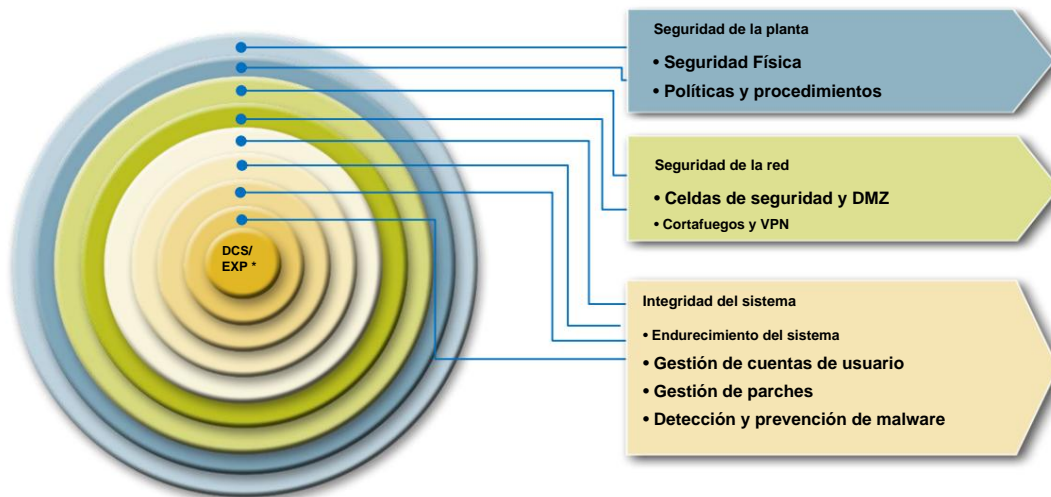 Seguridad de la planta
• Seguridad Física
• Políticas y procedimientos
Seguridad de la red
• Celdas de seguridad y DMZ
• Cortafuegos y VPN
DCS/
EXP *
Integridad del sistema
• Endurecimiento del sistema
• Gestión de cuentas de usuario
• Gestión de parches
• Detección y prevención de malware